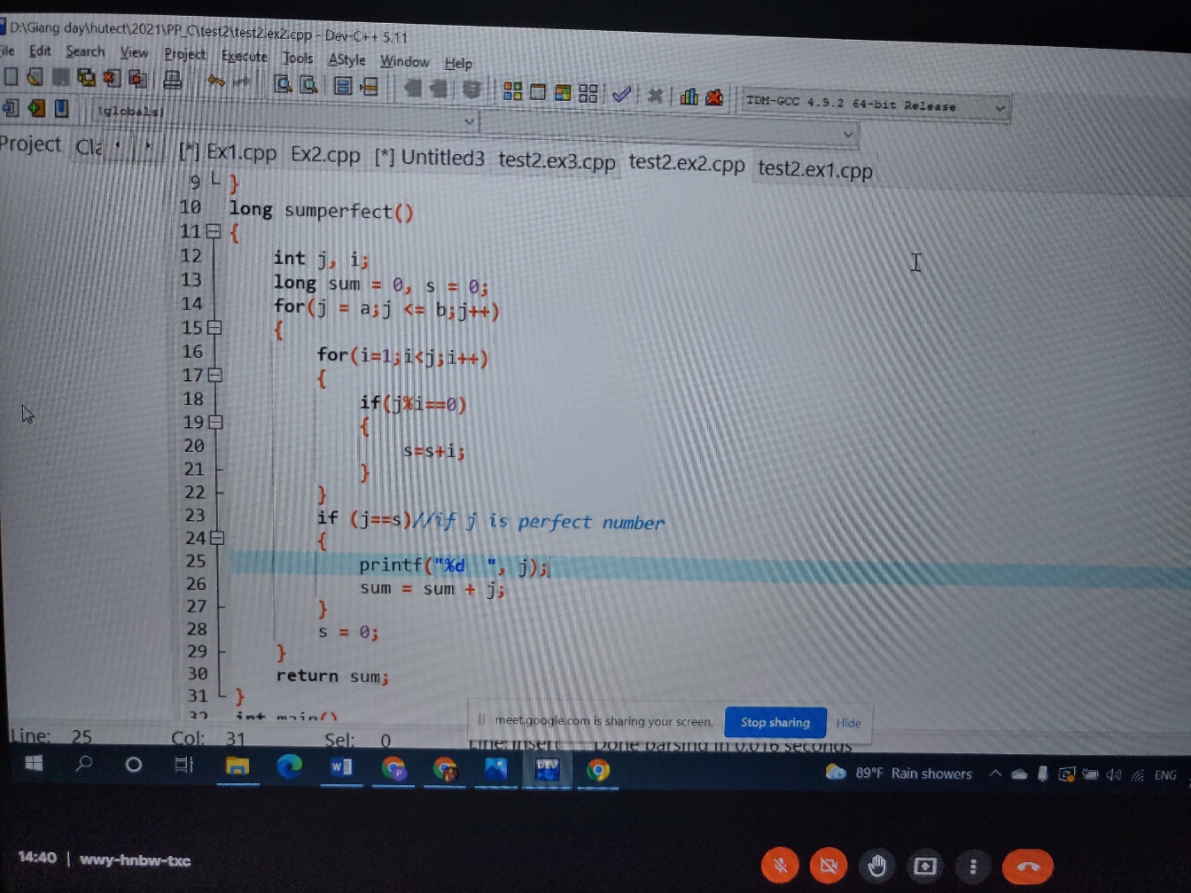 D:\Giang day\hutect\2021\PP_C\test2\test2.ex2.cpp - Dev-C++ 5.11
File Edit Search View Project Execute Tools AStyle Window Help
TDM-GCC 4.9.2 64-bit Release
(globals)
Project Cla [*] Ex1.cpp Ex2.cpp [*] Untitled3 test2.ex3.cpp test2.ex2.cpp test2.ex1.cpp
9 }
10 long sumperfect()
11 {
12 int j, i;
13 long sum = 0, s = 0;
14 for(j = a;j <= b;j++)
15 {
16 for(i=1;i<j;i++)
17 {
18 if(j%i==0)
19 {
20 s=s+i;
21 }
22 }
23 if (j==s)//if j is perfect number
24 {
25 printf("%d  ", j);
26 sum = sum + j;
27 }
28 s = 0;
29 }
30 return sum;
31 }
32 int main()
meet.google.com is sharing your screen. Stop sharing Hide
Line: 25 Col: 31 Sel: 0 Insert Done parsing in 0.016 seconds
W DEV 89°F Rain showers ENG
14:40 | wwy-hnbw-txc